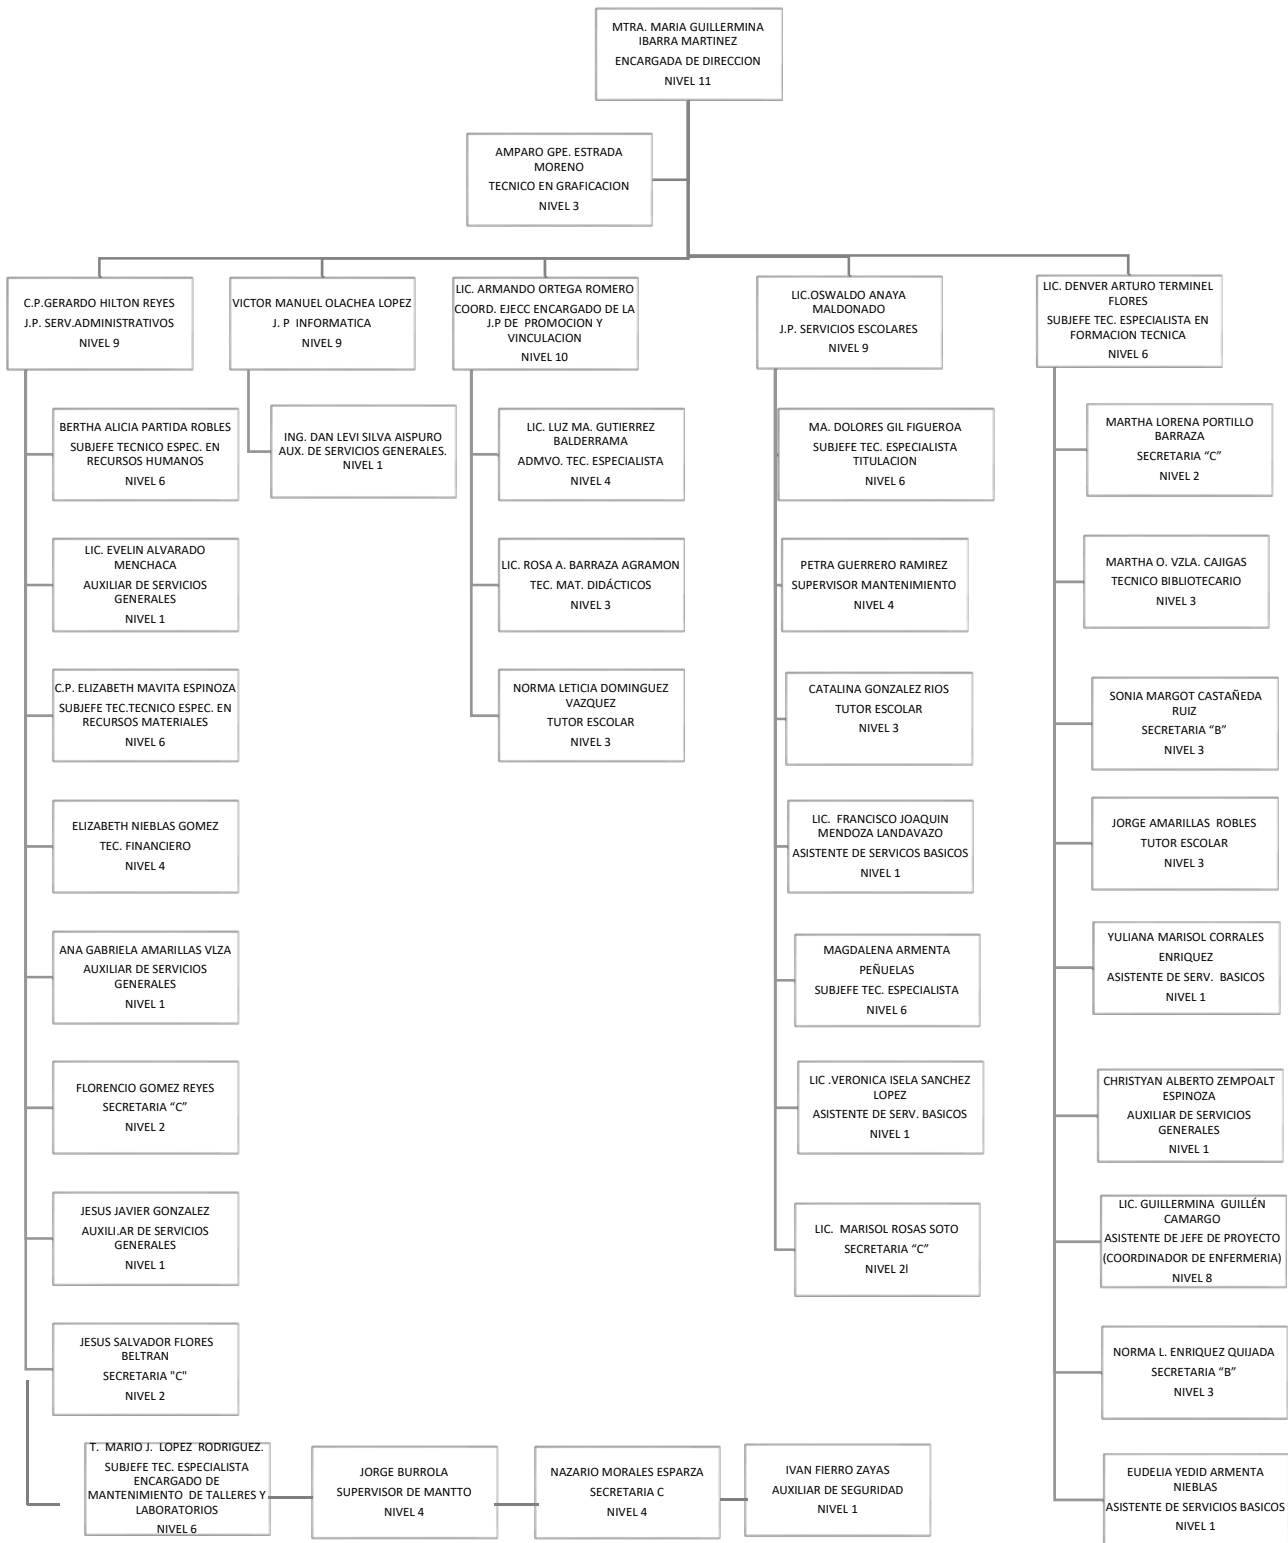 MTRA. MARIA GUILLERMINA
IBARRA MARTINEZ
ENCARGADA DE DIRECCION
NIVEL 11
AMPARO GPE. ESTRADA
MORENO
TECNICO EN GRAFICACION
NIVEL 3
C.P.GERARDO HILTON REYES
J.P. SERV.ADMINISTRATIVOS
NIVEL 9
VICTOR MANUEL OLACHEA LOPEZ
J. P INFORMATICA
NIVEL 9
LIC. ARMANDO ORTEGA ROMERO
COORD. EJECC ENCARGADO DE LA
J.P DE PROMOCION Y
VINCULACION
NIVEL 10
LIC.OSWALDO ANAYA
MALDONADO
J.P. SERVICIOS ESCOLARES
NIVEL 9
LIC. DENVER ARTURO TERMINEL
FLORES
SUBJEFE TEC. ESPECIALISTA EN
FORMACION TECNICA
NIVEL 6
BERTHA ALICIA PARTIDA ROBLES
SUBJEFE TECNICO ESPEC. EN
RECURSOS HUMANOS
NIVEL 6
LIC. EVELIN ALVARADO
MENCHACA
AUXILIAR DE SERVICIOS
GENERALES
NIVEL 1
C.P. ELIZABETH MAVITA ESPINOZA
SUBJEFE TEC.TECNICO ESPEC. EN
RECURSOS MATERIALES
NIVEL 6
ELIZABETH NIEBLAS GOMEZ
TEC. FINANCIERO
NIVEL 4
ANA GABRIELA AMARILLAS VLZA
AUXILIAR DE SERVICIOS
GENERALES
NIVEL 1
FLORENCIO GOMEZ REYES
SECRETARIA “C”
NIVEL 2
JESUS JAVIER GONZALEZ
AUXILI.AR DE SERVICIOS
GENERALES
NIVEL 1
JESUS SALVADOR FLORES
BELTRAN
SECRETARIA "C"
NIVEL 2
ING. DAN LEVI SILVA AISPURO
AUX. DE SERVICIOS GENERALES.
NIVEL 1
LIC. LUZ MA. GUTIERREZ
BALDERRAMA
ADMVO. TEC. ESPECIALISTA
NIVEL 4
LIC. ROSA A. BARRAZA AGRAMON
TEC. MAT. DIDÁCTICOS
NIVEL 3
NORMA LETICIA DOMINGUEZ
VAZQUEZ
TUTOR ESCOLAR
NIVEL 3
MA. DOLORES GIL FIGUEROA
SUBJEFE TEC. ESPECIALISTA
TITULACION
NIVEL 6
PETRA GUERRERO RAMIREZ
SUPERVISOR MANTENIMIENTO
NIVEL 4
CATALINA GONZALEZ RIOS
TUTOR ESCOLAR
NIVEL 3
LIC. FRANCISCO JOAQUIN
MENDOZA LANDAVAZO
ASISTENTE DE SERVICOS BASICOS
NIVEL 1
MAGDALENA ARMENTA
PEÑUELAS
SUBJEFE TEC. ESPECIALISTA
NIVEL 6
LIC .VERONICA ISELA SANCHEZ
LOPEZ
ASISTENTE DE SERV. BASICOS
NIVEL 1
LIC. MARISOL ROSAS SOTO
SECRETARIA “C”
NIVEL 2l
MARTHA LORENA PORTILLO
BARRAZA
SECRETARIA “C”
NIVEL 2
MARTHA O. VZLA. CAJIGAS
TECNICO BIBLIOTECARIO
NIVEL 3
SONIA MARGOT CASTAÑEDA
RUIZ
SECRETARIA “B”
NIVEL 3
JORGE AMARILLAS ROBLES
TUTOR ESCOLAR
NIVEL 3
YULIANA MARISOL CORRALES
ENRIQUEZ
ASISTENTE DE SERV. BASICOS
NIVEL 1
CHRISTYAN ALBERTO ZEMPOALT
ESPINOZA
AUXILIAR DE SERVICIOS
GENERALES
NIVEL 1
LIC. GUILLERMINA GUILLÉN
CAMARGO
ASISTENTE DE JEFE DE PROYECTO
(COORDINADOR DE ENFERMERIA)
NIVEL 8
NORMA L. ENRIQUEZ QUIJADA
SECRETARIA “B”
NIVEL 3
EUDELIA YEDID ARMENTA
NIEBLAS
ASISTENTE DE SERVICIOS BASICOS
NIVEL 1
T. MARIO J. LOPEZ RODRIGUEZ.
SUBJEFE TEC. ESPECIALISTA
ENCARGADO DE
MANTENIMIENTO DE TALLERES Y
LABORATORIOS
NIVEL 6
JORGE BURROLA
SUPERVISOR DE MANTTO
NIVEL 4
NAZARIO MORALES ESPARZA
SECRETARIA C
NIVEL 4
IVAN FIERRO ZAYAS
AUXILIAR DE SEGURIDAD
NIVEL 1